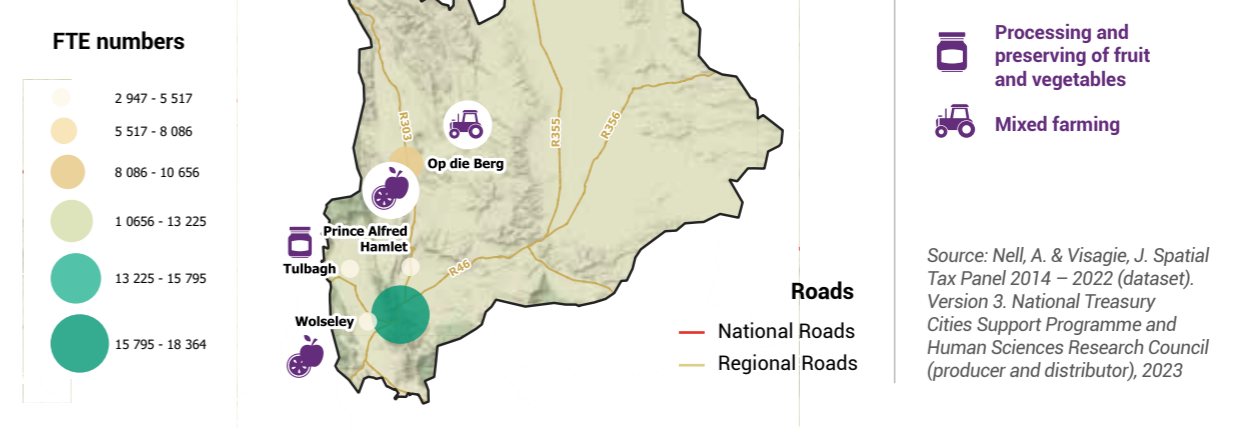 FTE numbers
2 947 - 5 517
5 517 - 8 086
8 086 - 10 656
1 0656 - 13 225
13 225 - 15 795
15 795 - 18 364
R303
R355
R356
Op die Berg
Prince Alfred
Hamlet
Tulbagh
R46
Wolseley
Roads
National Roads
Regional Roads
Processing and
preserving of fruit
and vegetables
Mixed farming
Source: Nell, A. & Visagie, J. Spatial
Tax Panel 2014 – 2022 (dataset).
Version 3. National Treasury
Cities Support Programme and
Human Sciences Research Council
(producer and distributor), 2023